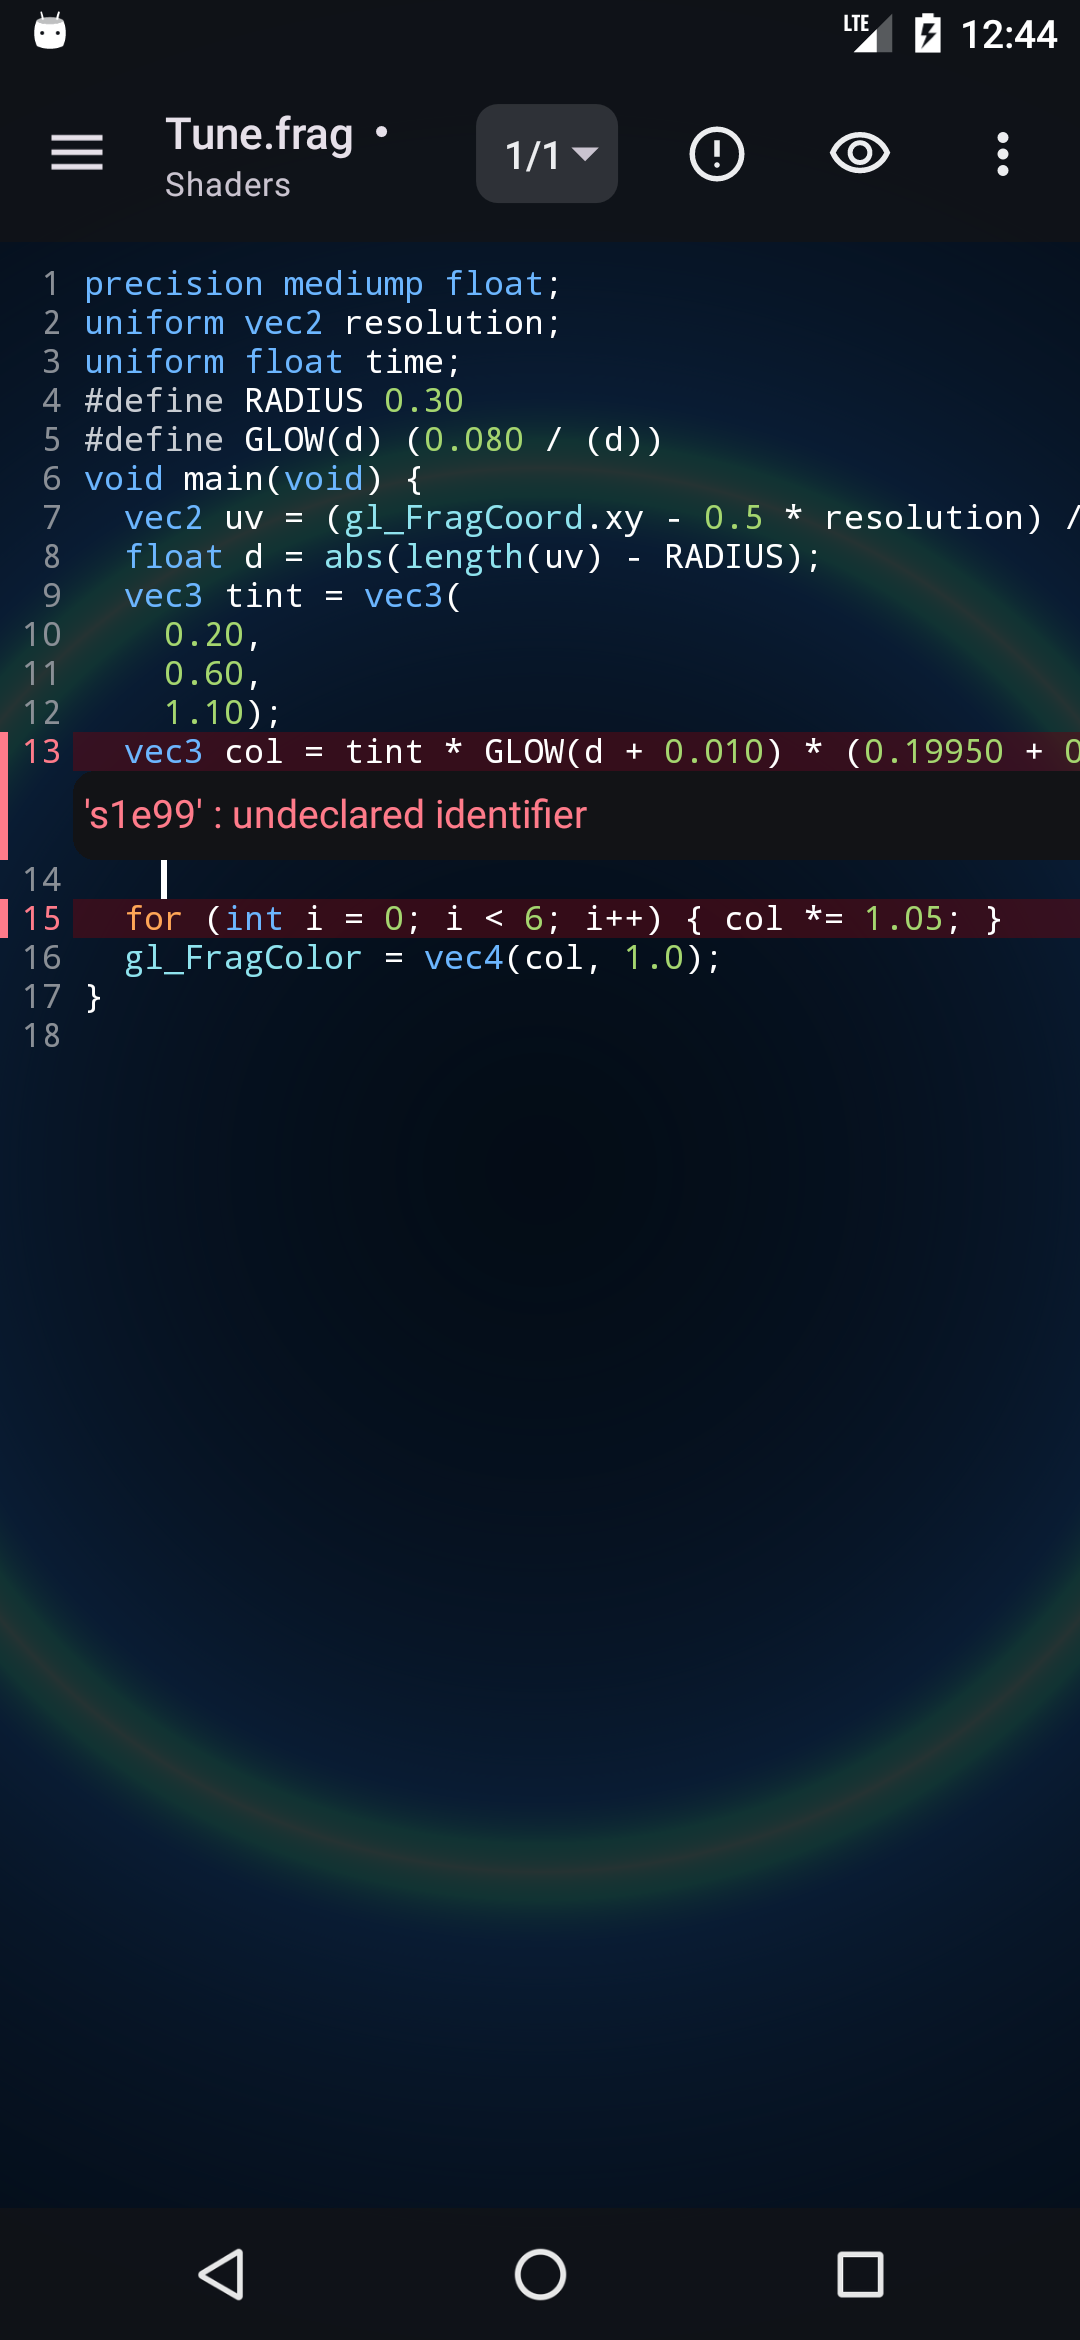 LTE 12:44
Tune.frag •
Shaders
1/1
1 precision mediump float;
2 uniform vec2 resolution;
3 uniform float time;
4 #define RADIUS 0.30
5 #define GLOW(d) (0.080 / (d))
6 void main(void) {
7 vec2 uv = (gl_FragCoord.xy - 0.5 * resolution) /
8 float d = abs(length(uv) - RADIUS);
9 vec3 tint = vec3(
10 0.20,
11 0.60,
12 1.10);
13 vec3 col = tint * GLOW(d + 0.010) * (0.19950 + 0
's1e99' : undeclared identifier
14
15 for (int i = 0; i < 6; i++) { col *= 1.05; }
16 gl_FragColor = vec4(col, 1.0);
17 }
18